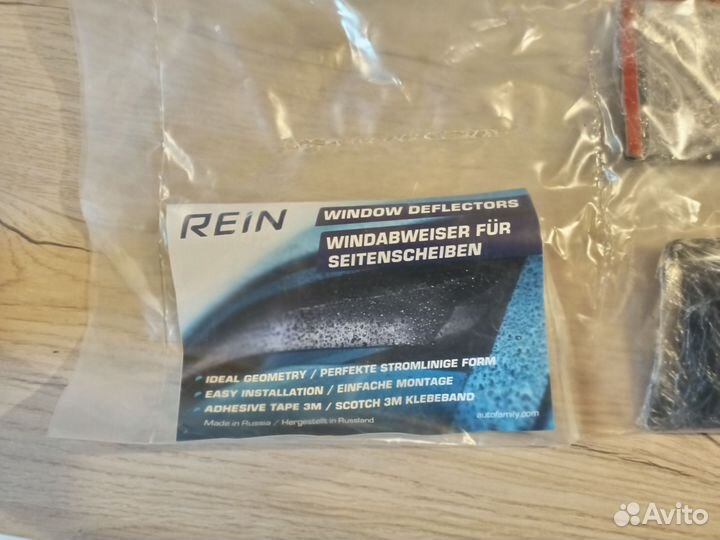 REIN
WINDOW DEFLECTORS
WINDABWEISER FÜR
SEITENSCHEIBEN
IDEAL GEOMETRY / PERFEKTE STROMLINIGE FORM
EASY INSTALLATION / EINFACHE MONTAGE
ADHESIVE TAPE 3M / SCOTCH 3M KLEBEBAND
Made in Russia / Hergestellt in Russland
autofamily.com
Avito